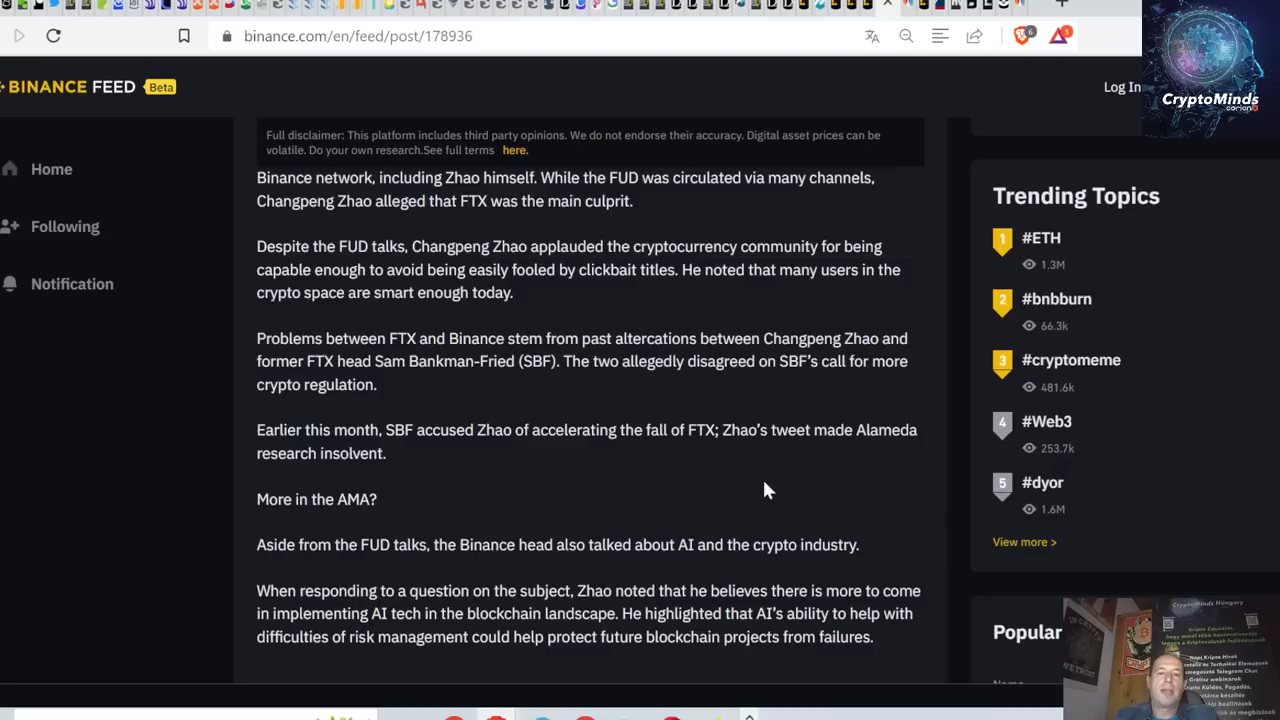 binance.com/en/feed/post/178936
6
3
BINANCE FEED Beta
Log In
CryptoMinds
Home
Following
Notification
Full disclaimer: This platform includes third party opinions. We do not endorse their accuracy. Digital asset prices can be
volatile. Do your own research.See full terms here.
Binance network, including Zhao himself. While the FUD was circulated via many channels,
Changpeng Zhao alleged that FTX was the main culprit.
Despite the FUD talks, Changpeng Zhao applauded the cryptocurrency community for being
capable enough to avoid being easily fooled by clickbait titles. He noted that many users in the
crypto space are smart enough today.
Problems between FTX and Binance stem from past altercations between Changpeng Zhao and
former FTX head Sam Bankman-Fried (SBF). The two allegedly disagreed on SBF's call for more
crypto regulation.
Earlier this month, SBF accused Zhao of accelerating the fall of FTX; Zhao's tweet made Alameda
research insolvent.
More in the AMA?
Aside from the FUD talks, the Binance head also talked about AI and the crypto industry.
When responding to a question on the subject, Zhao noted that he believes there is more to come
in implementing AI tech in the blockchain landscape. He highlighted that AI's ability to help with
difficulties of risk management could help protect future blockchain projects from failures.
Trending Topics
1 #ETH
1.3M
2 #bnbburn
66.3k
3 #cryptomeme
481.6k
4 #Web3
253.7k
5 #dyor
1.6M
View more >
Popular
CryptoMinds Hungary
Kripto Edukálás,
Napi Kripto Hírek
Telegram Chat